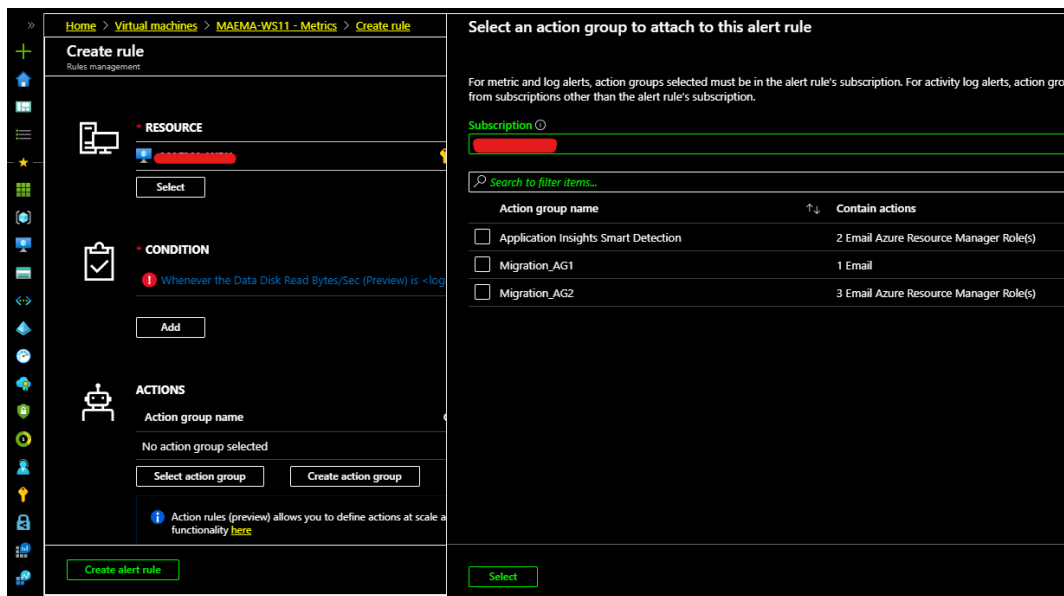 Home > Virtual machines > MAEMA-WS11 - Metrics > Create rule
Create rule
Rules management
* RESOURCE
Select
* CONDITION
Whenever the Data Disk Read Bytes/Sec (Preview) is <log
Add
ACTIONS
Action group name
No action group selected
Select action group
Create action group
Action rules (preview) allows you to define actions at scale a
functionality here
Create alert rule
Select an action group to attach to this alert rule
For metric and log alerts, action groups selected must be in the alert rule's subscription. For activity log alerts, action gro
from subscriptions other than the alert rule's subscription.
Subscription
Search to filter items...
Action group name ↑↓ Contain actions
Application Insights Smart Detection 2 Email Azure Resource Manager Role(s)
Migration_AG1 1 Email
Migration_AG2 3 Email Azure Resource Manager Role(s)
Select